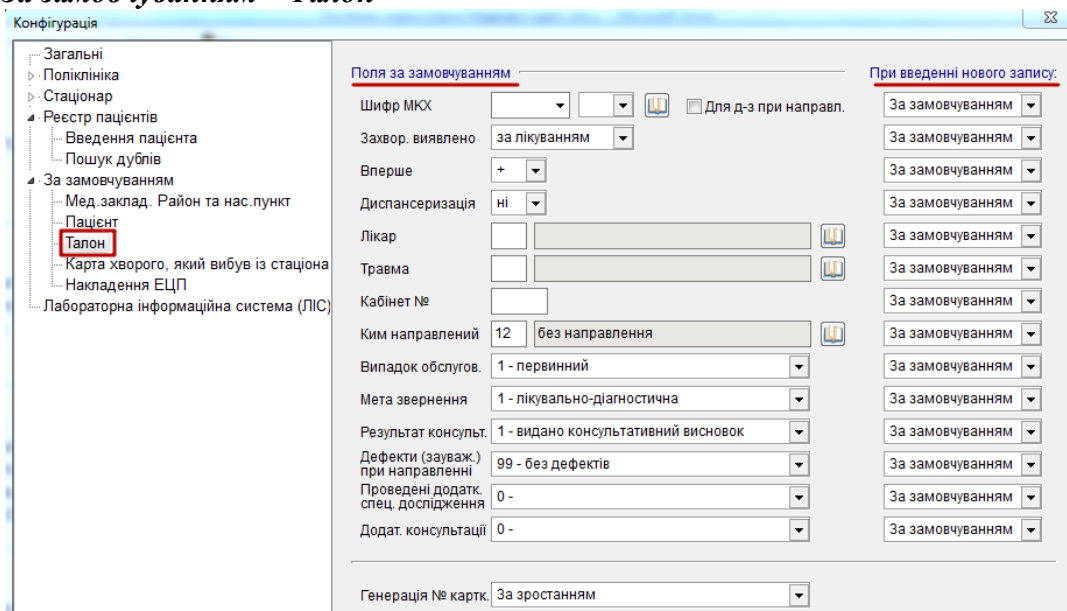 За замовчуванням – Талон
Конфігурація
Загальні
Поліклініка
Стаціонар
Реєстр пацієнтів
Введення пацієнта
Пошук дублів
За замовчуванням
Мед.заклад. Район та нас.пункт
Пацієнт
Талон
Карта хворого, який вибув із стаціона
Накладення ЕЦП
Лабораторна інформаційна система (ЛІС)
Поля за замовчуванням При введенні нового запису:
Шифр МКХ Для д-з при направл. За замовчуванням
Захвор. виявлено за лікуванням За замовчуванням
Вперше + За замовчуванням
Диспансеризація ні За замовчуванням
Лікар За замовчуванням
Травма За замовчуванням
Кабінет № За замовчуванням
Ким направлений 12 без направлення За замовчуванням
Випадок обслугов. 1 - первинний За замовчуванням
Мета звернення 1 - лікувально-діагностична За замовчуванням
Результат консульт. 1 - видано консультативний висновок За замовчуванням
Дефекти (зауваж.)
при направленні 99 - без дефектів За замовчуванням
Проведені додатк.
спец. дослідження 0 - За замовчуванням
Додат. консультації 0 - За замовчуванням
Генерація № картк. За зростанням